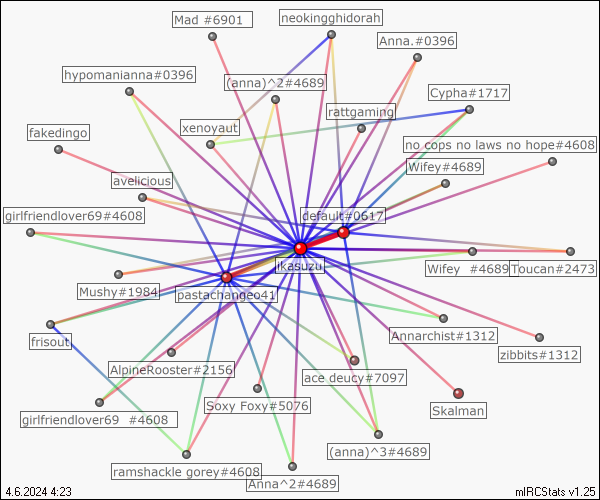 Mad #6901
neokingghidorah
Anna.#0396
hypomanianna#0396
(anna)^2#4689
Cypha#1717
rattgaming
xenoyaut
fakedingo
no cops no laws no hope#4608
Wifey#4689
avelicious
girlfriendlover69#4608
default#0617
ikasuzu
Wifey #4689
Toucan#2473
Mushy#1984
pastachangeo41
Annarchist#1312
frisout
zibbits#1312
AlpineRooster#2156
ace deucy#7097
Soxy Foxy#5076
Skalman
girlfriendlover69 #4608
(anna)^3#4689
ramshackle gorey#4608
Anna^2#4689
4.6.2024 4:23
mIRCStats v1.25